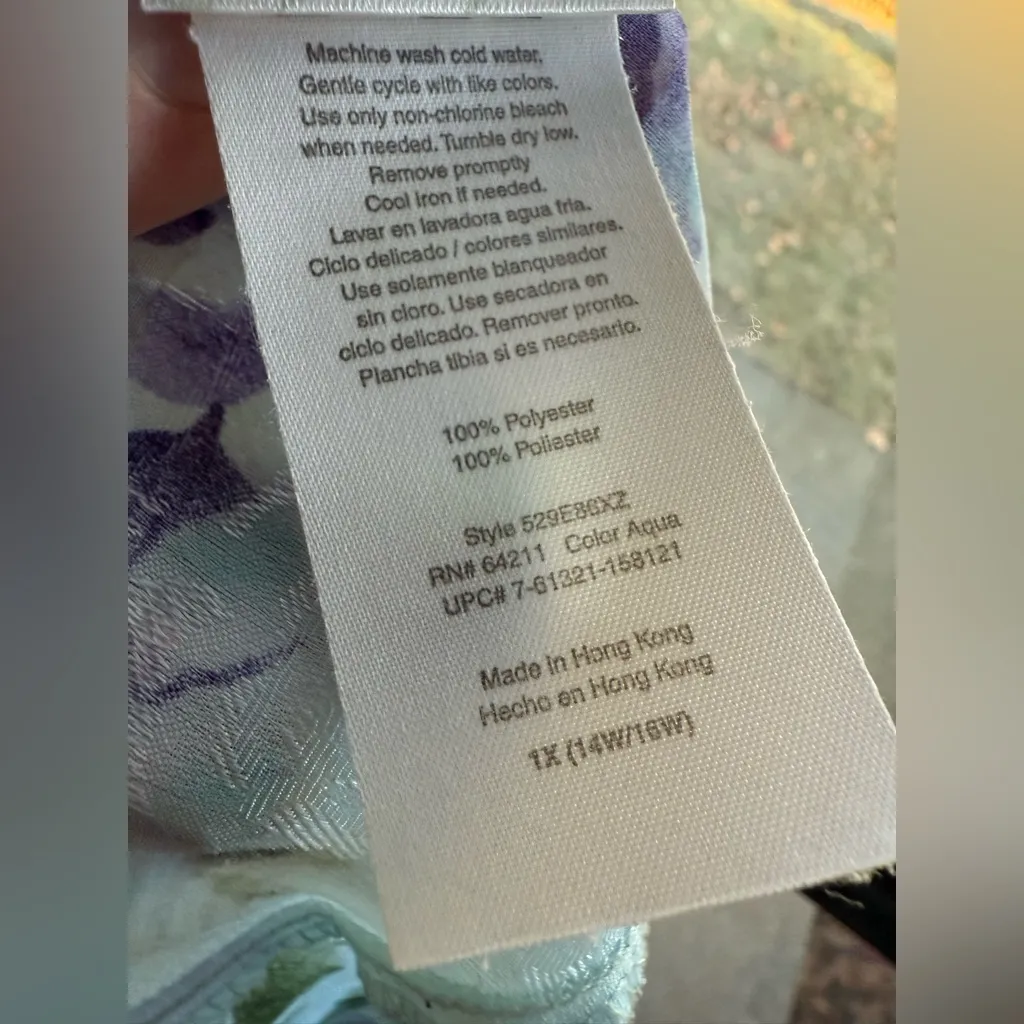 Machine wash cold water.
Gentle cycle with like colors.
Use only non-chlorine bleach
when needed. Tumble dry low.
Remove promptly
Cool iron if needed.
Lavar en lavadora agua fria.
Ciclo delicado / colores similares.
Use solamente blanqueador
sin cloro. Use secadora en
ciclo delicado. Remover pronto.
Plancha tibia si es necesario.
100% Polyester
100% Poliester
Style 529E86XZ
RN# 64211 Color Aqua
UPC# 7-61321-158121
Made in Hong Kong
Hecho en Hong Kong
1X (14W/16W)